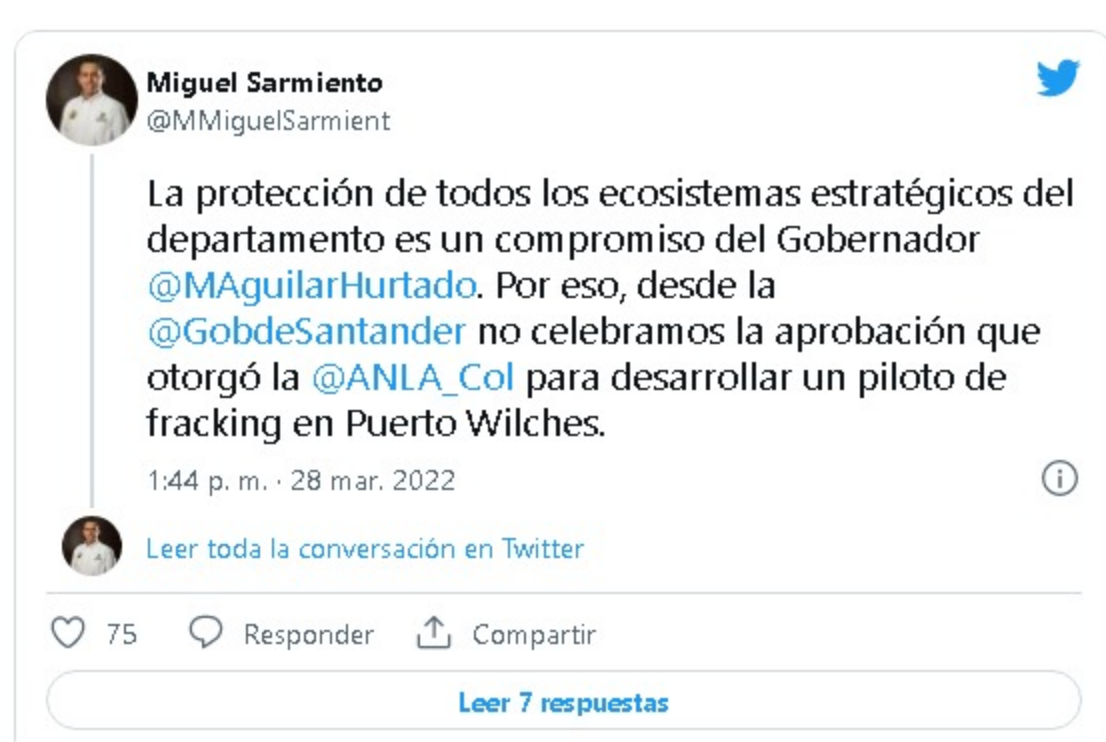 Miguel Sarmiento
@MMiguelSarmient
La protección de todos los ecosistemas estratégicos del
departamento es un compromiso del Gobernador
@MAguilarHurtado. Por eso, desde la
@GobdeSantander no celebramos la aprobación que
otorgó la @ANLA_Col para desarrollar un piloto de
fracking en Puerto Wilches.
1:44 p. m. · 28 mar. 2022
Leer toda la conversación en Twitter
75 Responder Compartir
Leer 7 respuestas